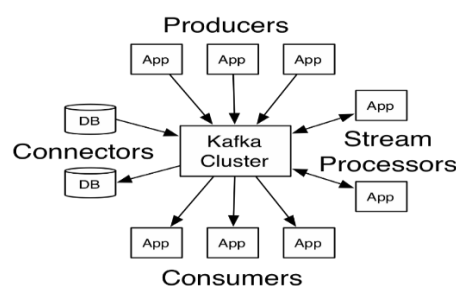 Producers
App
App
App
DB
App
Connectors
Kafka
Cluster
Stream
Processors
DB
App
App
App
App
Consumers